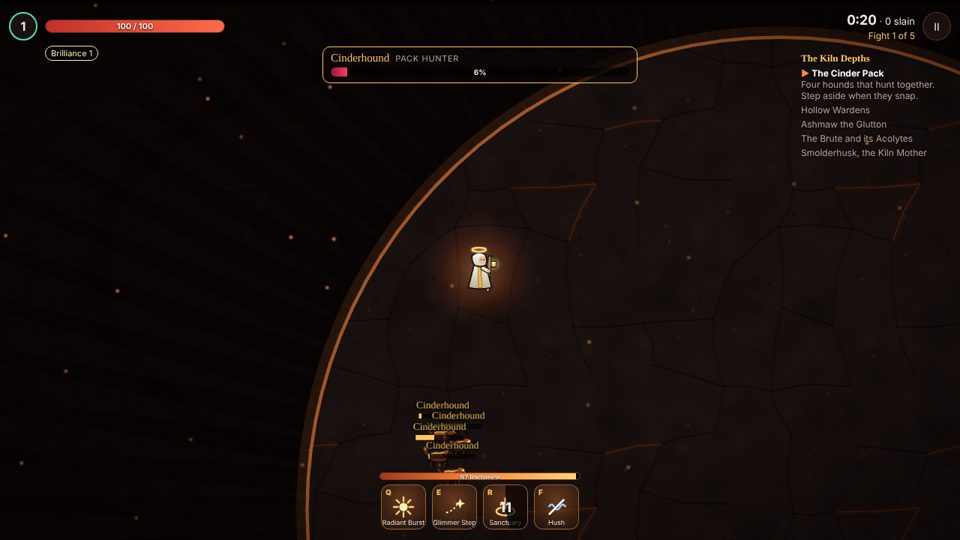 1
100 / 100
Brilliance 1
Cinderhound PACK HUNTER
6%
0:20 · 0 slain
Fight 1 of 5
The Kiln Depths
▶ The Cinder Pack
Four hounds that hunt together.
Step aside when they snap.
Hollow Wardens
Ashmaw the Glutton
The Brute and its Acolytes
Smolderhusk, the Kiln Mother
Cinderhound
Cinderhound
Cinderhound
Cinderhound
97 Radiance
Q
Radiant Burst
E
Glimmer Step
R
11
Sanctuary
F
Hush